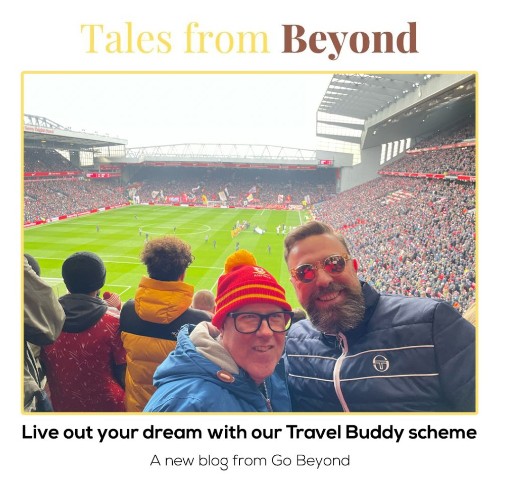 Tales from Beyond
Live out your dream with our Travel Buddy scheme
A new blog from Go Beyond